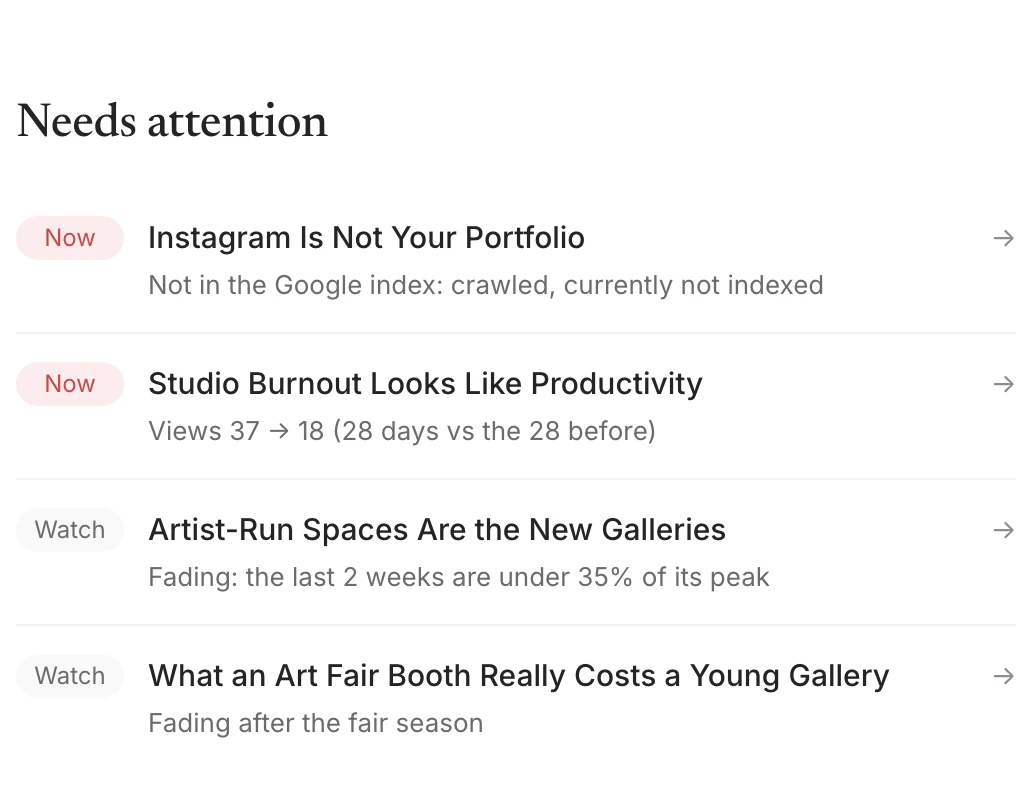 Needs attention
Now
Instagram Is Not Your Portfolio
→
Not in the Google index: crawled, currently not indexed
Now
Studio Burnout Looks Like Productivity
→
Views 37 → 18 (28 days vs the 28 before)
Watch
Artist-Run Spaces Are the New Galleries
→
Fading: the last 2 weeks are under 35% of its peak
Watch
What an Art Fair Booth Really Costs a Young Gallery
→
Fading after the fair season